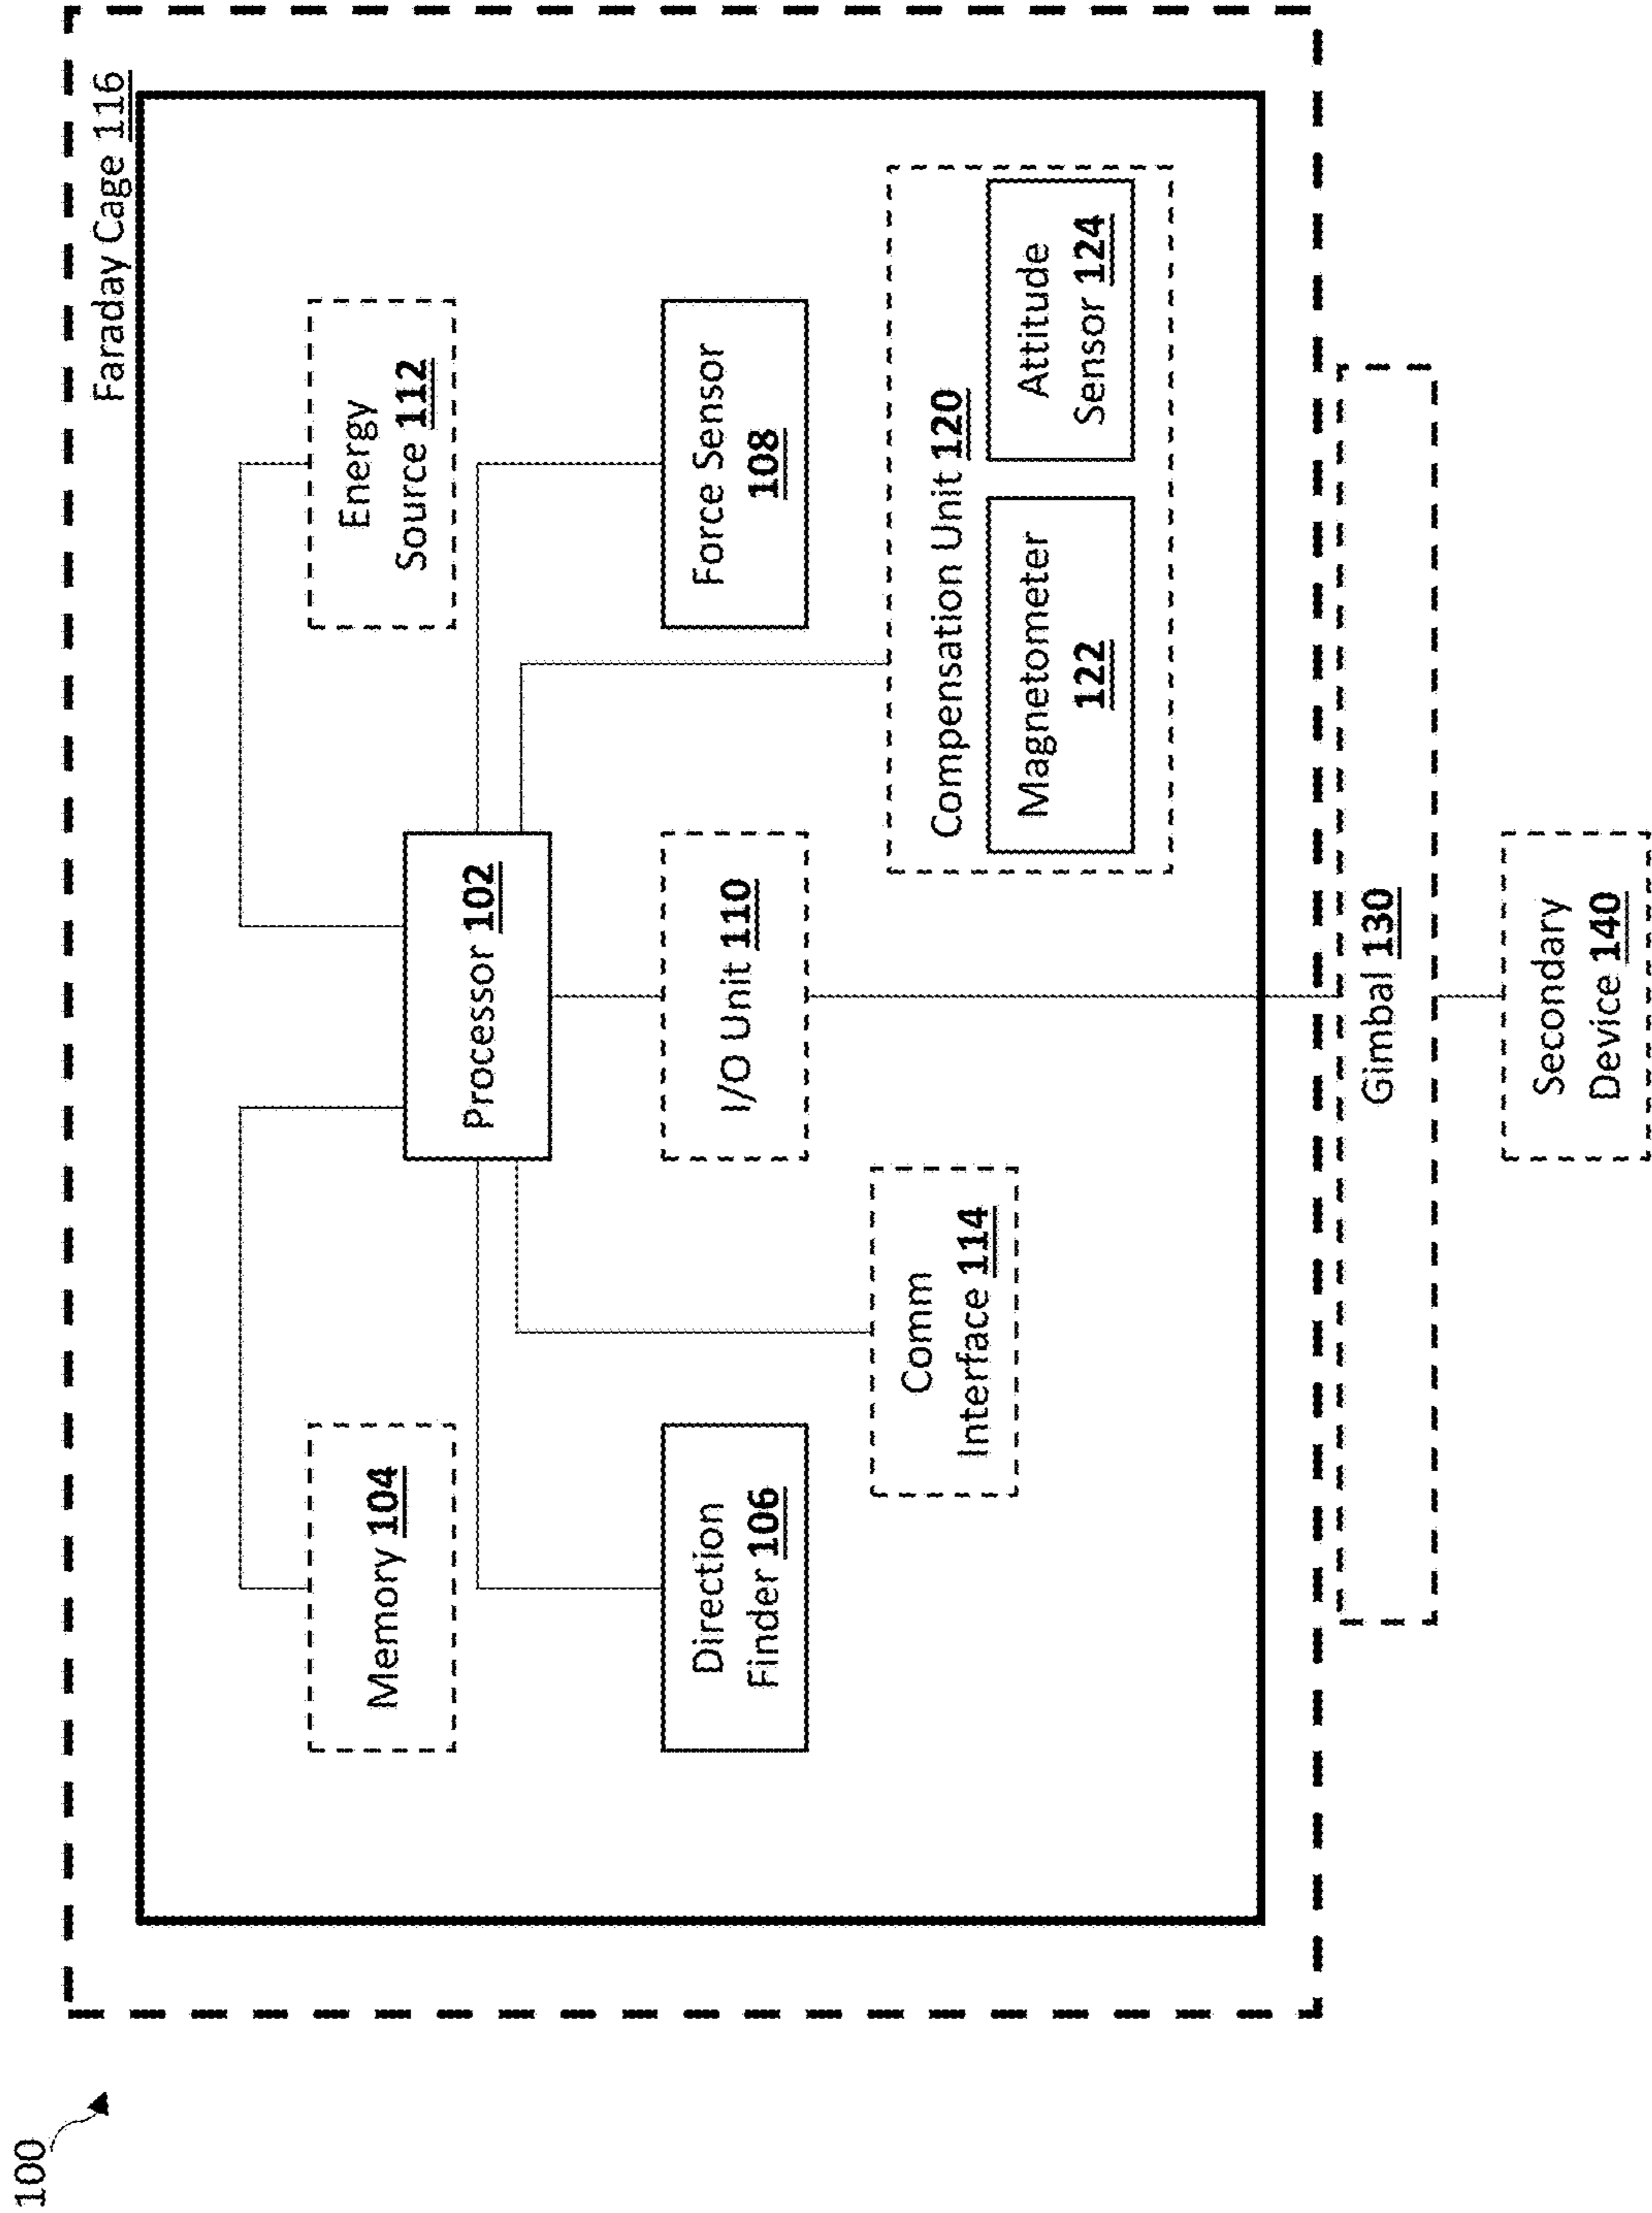 100
Faraday Cage 116
Memory 104
Energy
Source 112
Processor 102
Direction
Finder 106
I/O Unit 110
Force Sensor
108
Comm
Interface 114
Compensation Unit 120
Magnetometer
122
Attitude
Sensor 124
Gimbal 130
Secondary
Device 140